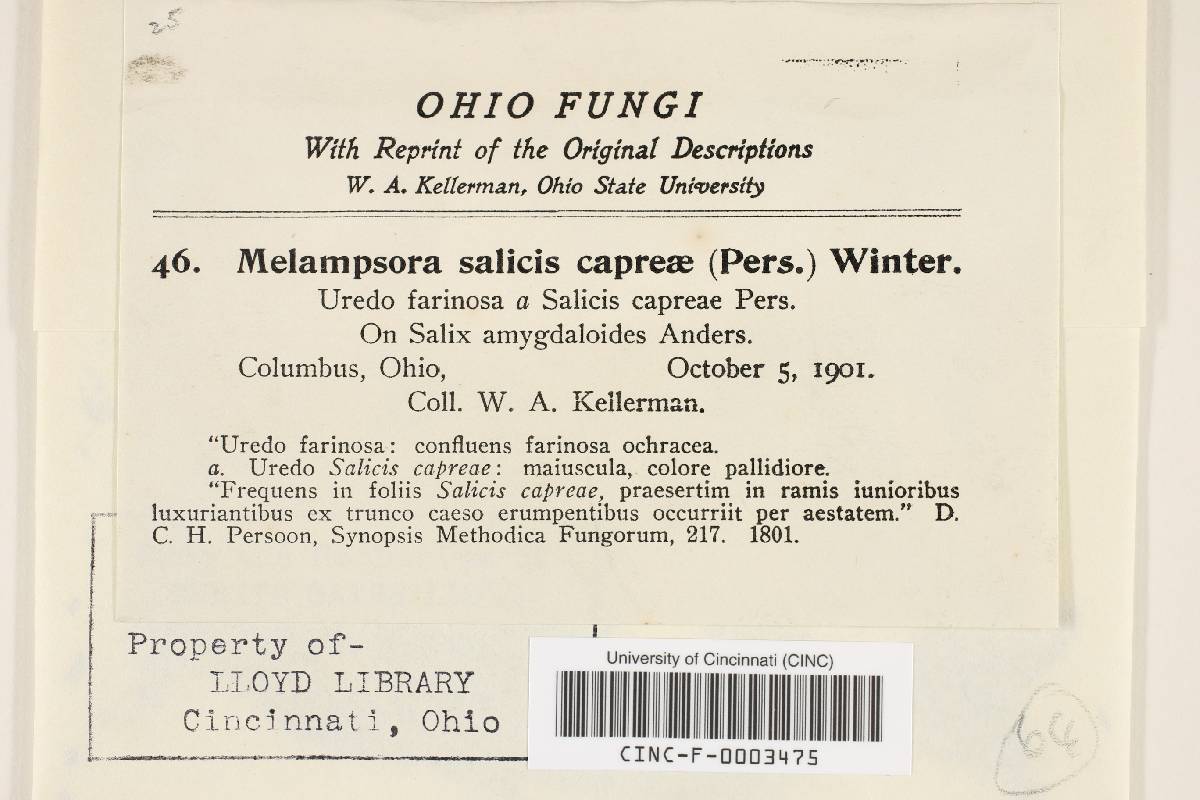 25
OHIO FUNGI
With Reprint of the Original Descriptions
W. A. Kellerman, Ohio State University
46. Melampsora salicis capreæ (Pers.) Winter.
Uredo farinosa a Salicis capreae Pers.
On Salix amygdaloides Anders.
Columbus, Ohio, October 5, 1901.
Coll. W. A. Kellerman.
“Uredo farinosa: confluens farinosa ochracea.
a. Uredo Salicis capreae: maiuscula, colore pallidiore.
“Frequens in foliis Salicis capreae, praesertim in ramis iunioribus
luxuriantibus ex trunco caeso erumpentibus occurriit per aestatem.” D.
C. H. Persoon, Synopsis Methodica Fungorum, 217. 1801.
Property of-
LLOYD LIBRARY
Cincinnati, Ohio
University of Cincinnati (CINC)
CINC-F-0003475
64